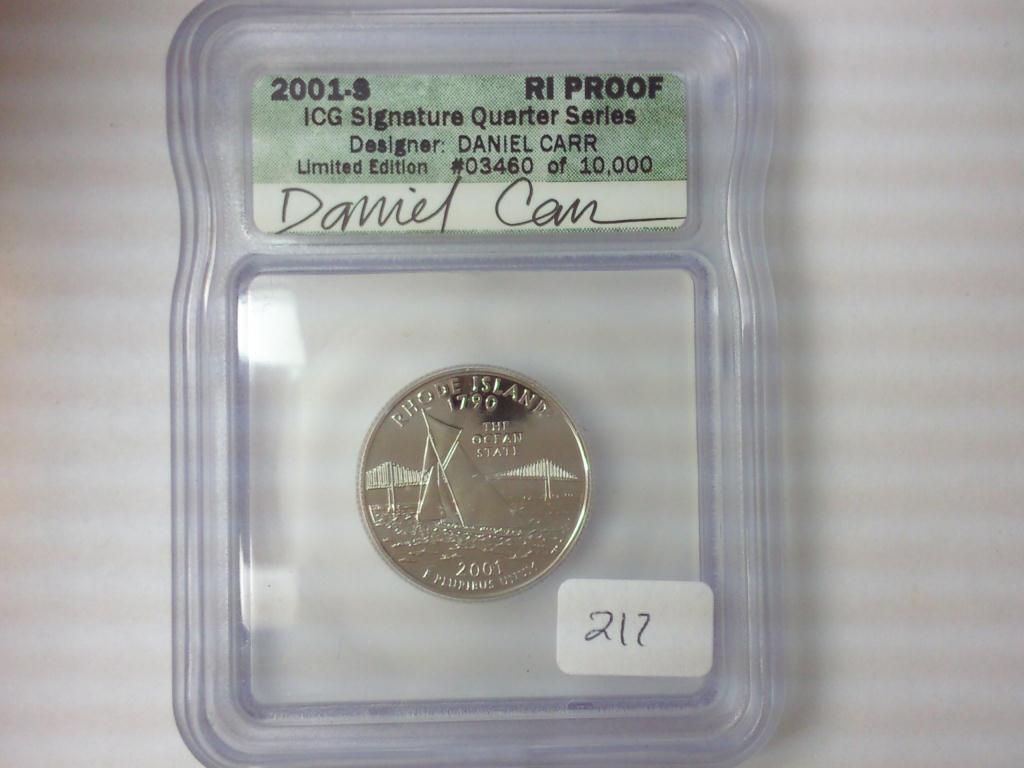 2001-S RI PROOF
ICG Signature Quarter Series
Designer: DANIEL CARR
Limited Edition #03460 of 10,000
Daniel Carr
RHODE ISLAND
1790
THE
OCEAN
STATE
2001
E PLURIBUS UNUM
217